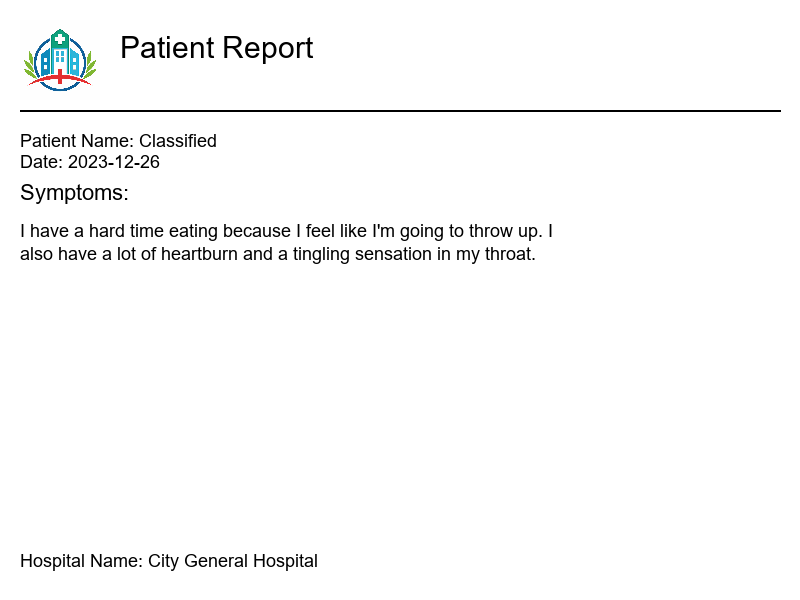 Patient Report
Patient Name: Classified
Date: 2023-12-26
Symptoms:
I have a hard time eating because I feel like I'm going to throw up. I
also have a lot of heartburn and a tingling sensation in my throat.
Hospital Name: City General Hospital